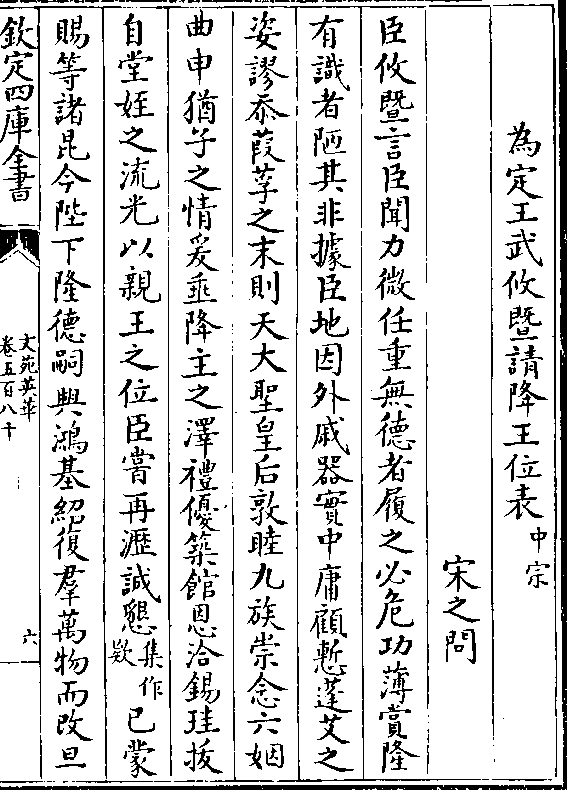 為定王武攸暨請降王位表中宗
宋之問
臣攸暨言臣聞力微任重無德者履之必危功薄賞隆
有識者陋其非據臣地因外戚器實中庸顧慙蓬艾之
姿謬忝葭莩之末則天大聖皇后敦睦九族崇念六姻
曲申猶子之情爰亟降主之澤禮優築館恩洽錫珪拔
自堂姪之流光以親王之位臣嘗再瀝誠懇集作欵已蒙
賜等諸昆今陛下隆德嗣興鴻基紹復羣萬物而改旦
欽定四庫全書
文苑英華
卷五百八十
六